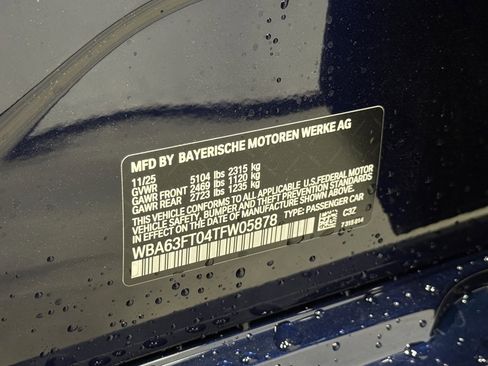 MFD BY BAYERISCHE MOTOREN WERKE AG
11/25 5104 lbs 2315 kg
GVWR
GAWR FRONT 2469 lbs 1120 kg
GAWR REAR 2723 lbs 1235 kg
THIS CONFORMS TO ALL APPLICABLE U.S. FEDERAL MOTOR
VEHICLE SAFETY, BUMPER, AND THEFT PREVENTION STANDARDS
IN EFFECT ON THE DATE OF MANUFACTURE SHOWN ABOVE.
WBA63FT04TFW05878 TYPE: PASSENGER CAR
C3Z